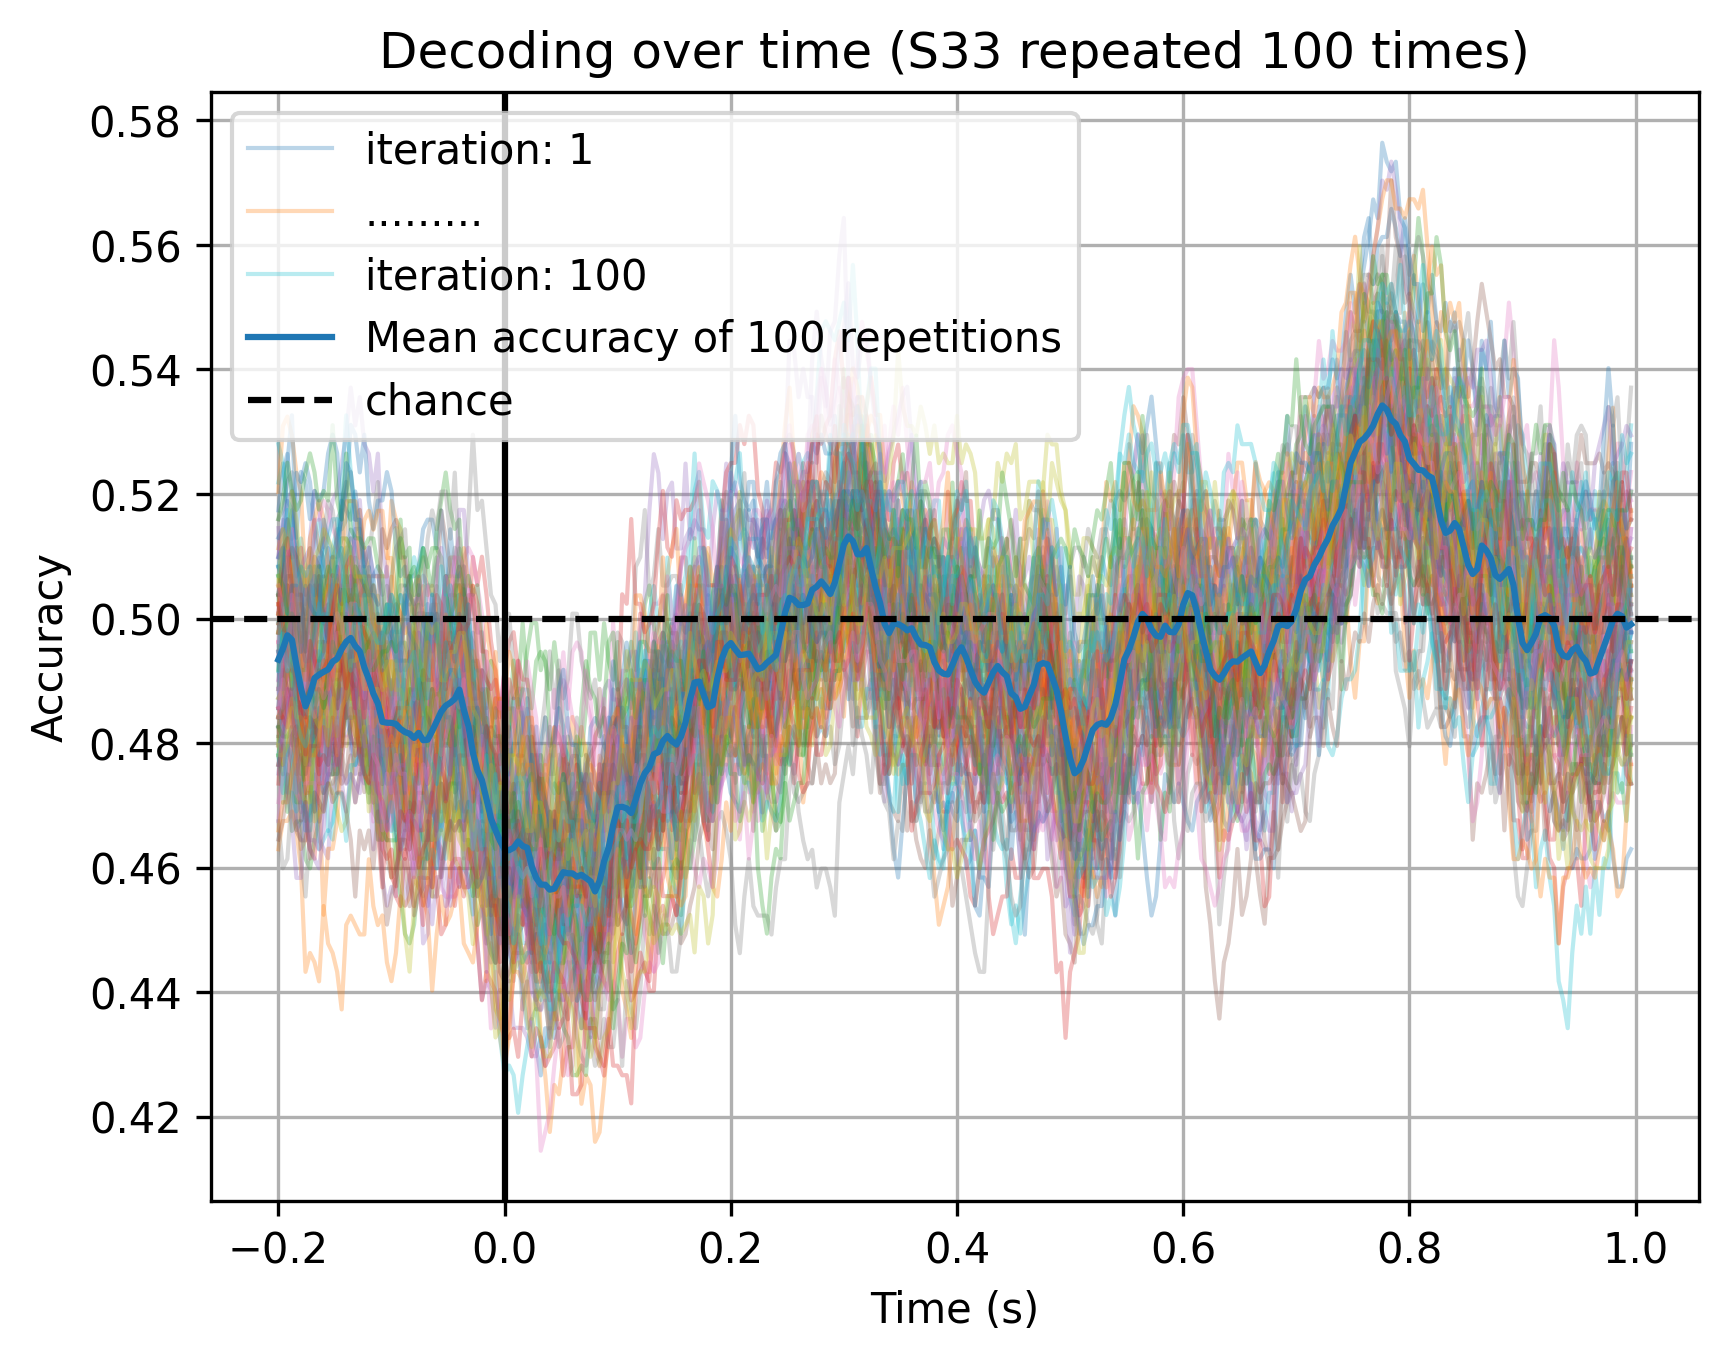 Decoding over time (S33 repeated 100 times)
0.58
0.56
0.54
0.52
0.50
0.48
0.46
0.44
0.42
Accuracy
iteration: 1
.........
iteration: 100
Mean accuracy of 100 repetitions
chance
−0.2 0.0 0.2 0.4 0.6 0.8 1.0
Time (s)